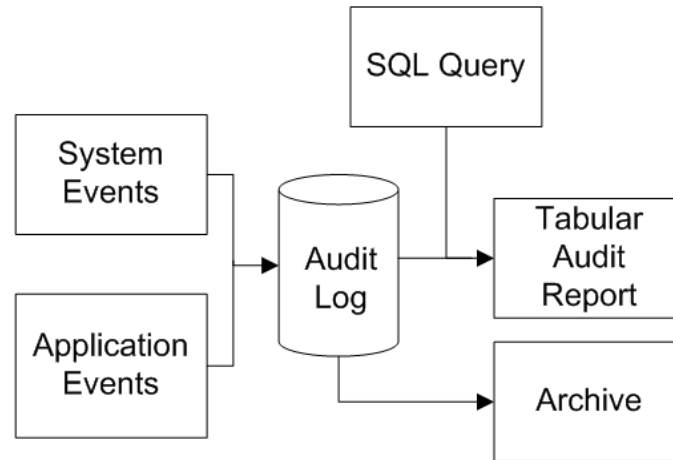 SQL Query
System
Events
Audit
Log
Tabular
Audit
Report
Application
Events
Archive